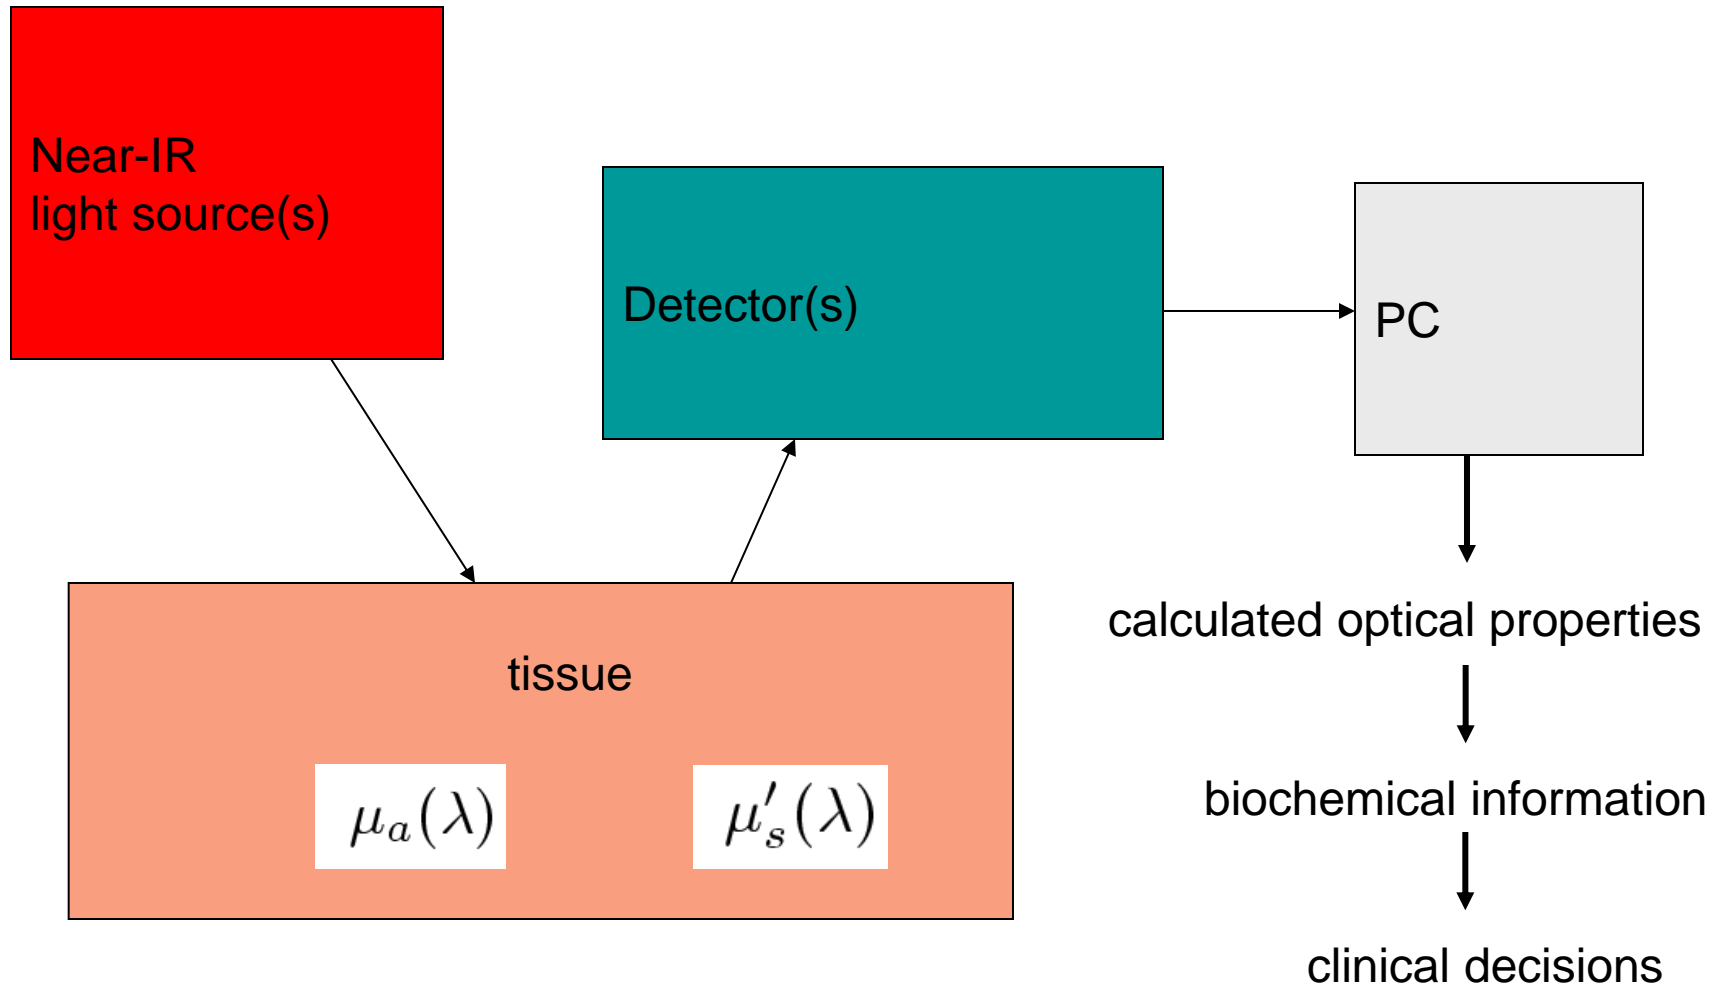 Near-IR
light source(s)
Detector(s)
PC
tissue
μₐ(λ)
μ′ₛ(λ)
calculated optical properties
biochemical information
clinical decisions